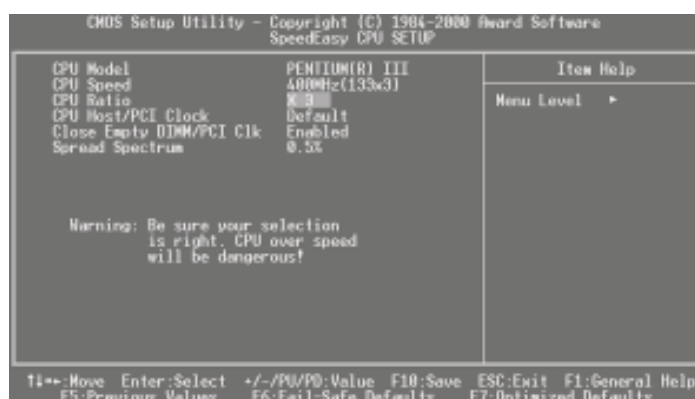 CMOS Setup Utility - Copyright (C) 1984-2000 Award Software
SpeedEasy CPU SETUP
CPU Model PENTIUM(R) III
CPU Speed 400MHz(133x3)
CPU Ratio X 3
CPU Host/PCI Clock Default
Close Empty DIMM/PCI Clk Enabled
Spread Spectrum 0.5%
Item Help
Menu Level ►
Warning: Be sure your selection
is right. CPU over speed
will be dangerous!
↑↓→←:Move Enter:Select +/-/PU/PD:Value F10:Save ESC:Exit F1:General Help
F5:Previous Values F6:Fail-Safe Defaults F7:Optimized Defaults